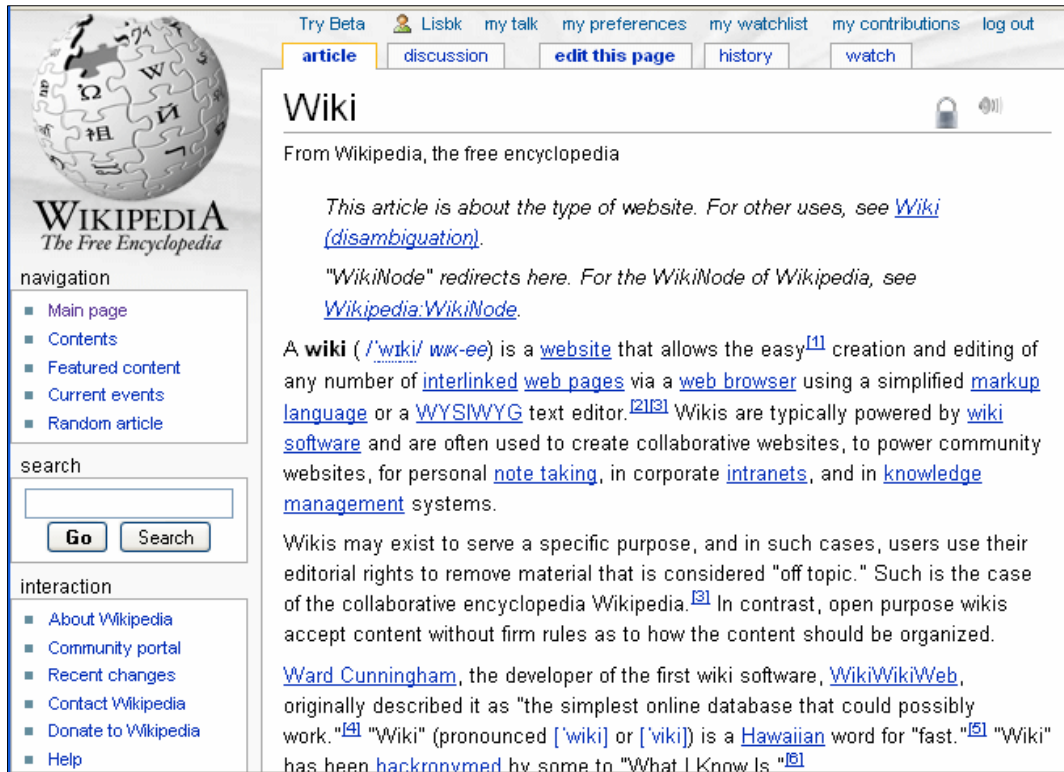 Try Beta Lisbk my talk my preferences my watchlist my contributions log out
article discussion edit this page history watch
WIKIPEDIA
The Free Encyclopedia
navigation
Main page
Contents
Featured content
Current events
Random article
search
Go Search
interaction
About Wikipedia
Community portal
Recent changes
Contact Wikipedia
Donate to Wikipedia
Help
Wiki
From Wikipedia, the free encyclopedia
This article is about the type of website. For other uses, see Wiki
(disambiguation).
"WikiNode" redirects here. For the WikiNode of Wikipedia, see
Wikipedia:WikiNode.
A wiki ( /ˈwɪki/ WIK-ee) is a website that allows the easy[1] creation and editing of
any number of interlinked web pages via a web browser using a simplified markup
language or a WYSIWYG text editor.[2][3] Wikis are typically powered by wiki
software and are often used to create collaborative websites, to power community
websites, for personal note taking, in corporate intranets, and in knowledge
management systems.
Wikis may exist to serve a specific purpose, and in such cases, users use their
editorial rights to remove material that is considered "off topic." Such is the case
of the collaborative encyclopedia Wikipedia.[3] In contrast, open purpose wikis
accept content without firm rules as to how the content should be organized.
Ward Cunningham, the developer of the first wiki software, WikiWikiWeb,
originally described it as "the simplest online database that could possibly
work."[4] "Wiki" (pronounced [ˈwiki] or [ˈviki]) is a Hawaiian word for "fast."[5] "Wiki"
has been backronymed by some to "What I Know Is."[6]